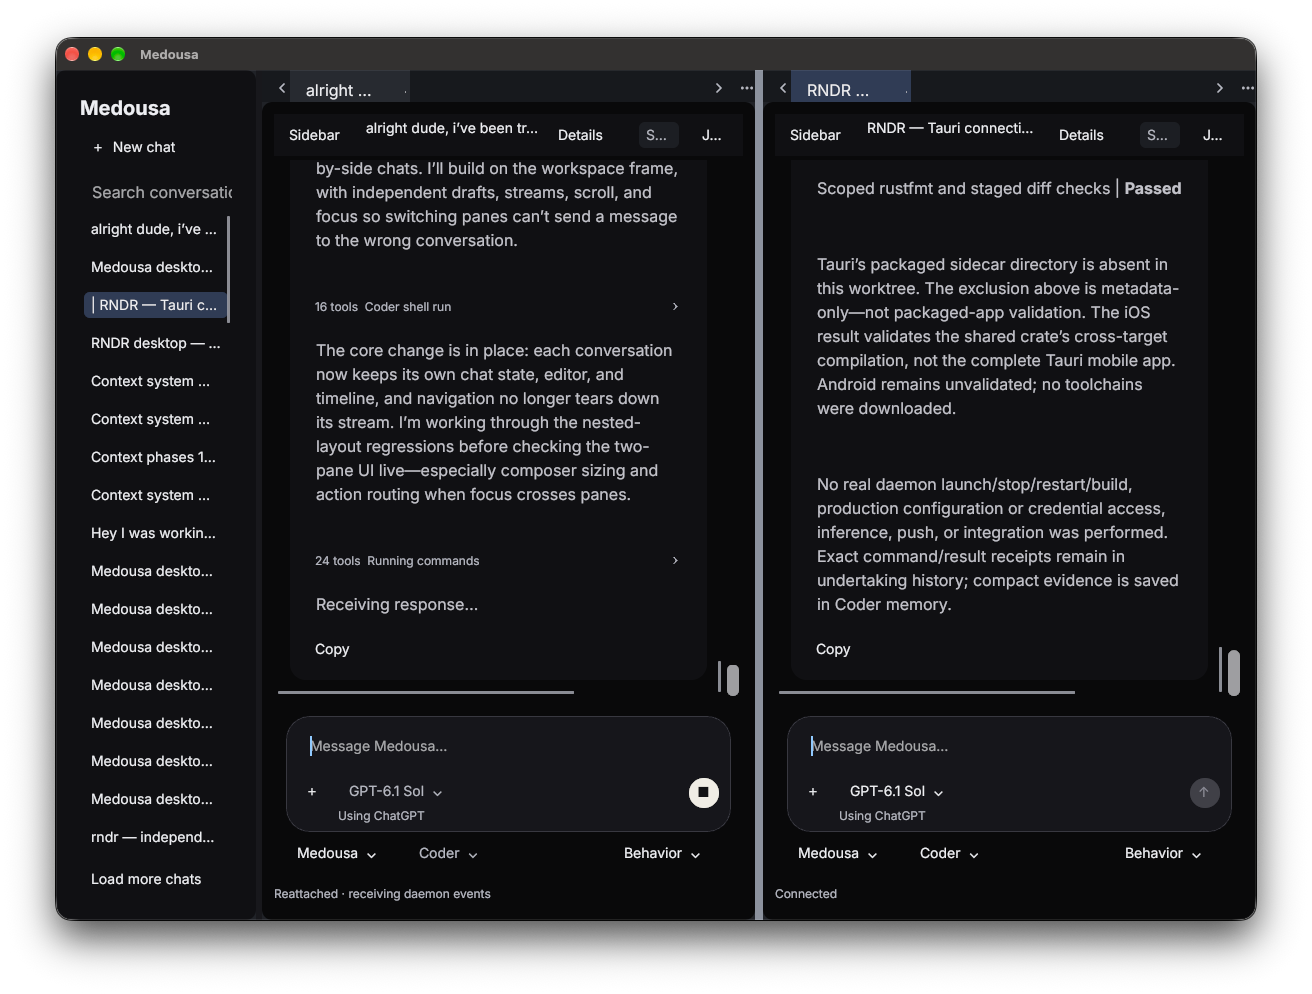 Medousa
Medousa
+ New chat
Search conversatio
alright dude, i've ...
Medousa deskto...
| RNDR — Tauri c...
RNDR desktop — ...
Context system ...
Context system ...
Context phases 1...
Context system ...
Hey I was workin...
Medousa deskto...
Medousa deskto...
Medousa deskto...
Medousa deskto...
Medousa deskto...
Medousa deskto...
Medousa deskto...
rndr — independ...
Load more chats
alright ...
Sidebar
alright dude, i've been tr...
Details
S...
J...
by-side chats. I'll build on the workspace frame,
with independent drafts, streams, scroll, and
focus so switching panes can't send a message
to the wrong conversation.
16 tools Coder shell run
The core change is in place: each conversation
now keeps its own chat state, editor, and
timeline, and navigation no longer tears down
its stream. I'm working through the nested-
layout regressions before checking the two-
pane UI live—especially composer sizing and
action routing when focus crosses panes.
24 tools Running commands
Receiving response...
Copy
Message Medousa...
+ GPT-6.1 Sol
Using ChatGPT
Medousa
Coder
Behavior
Reattached · receiving daemon events
RNDR ...
Sidebar
RNDR — Tauri connecti...
Details
S...
J...
Scoped rustfmt and staged diff checks | Passed
Tauri's packaged sidecar directory is absent in
this worktree. The exclusion above is metadata-
only—not packaged-app validation. The iOS
result validates the shared crate's cross-target
compilation, not the complete Tauri mobile app.
Android remains unvalidated; no toolchains
were downloaded.
No real daemon launch/stop/restart/build,
production configuration or credential access,
inference, push, or integration was performed.
Exact command/result receipts remain in
undertaking history; compact evidence is saved
in Coder memory.
Copy
Message Medousa...
+ GPT-6.1 Sol
Using ChatGPT
Medousa
Coder
Behavior
Connected